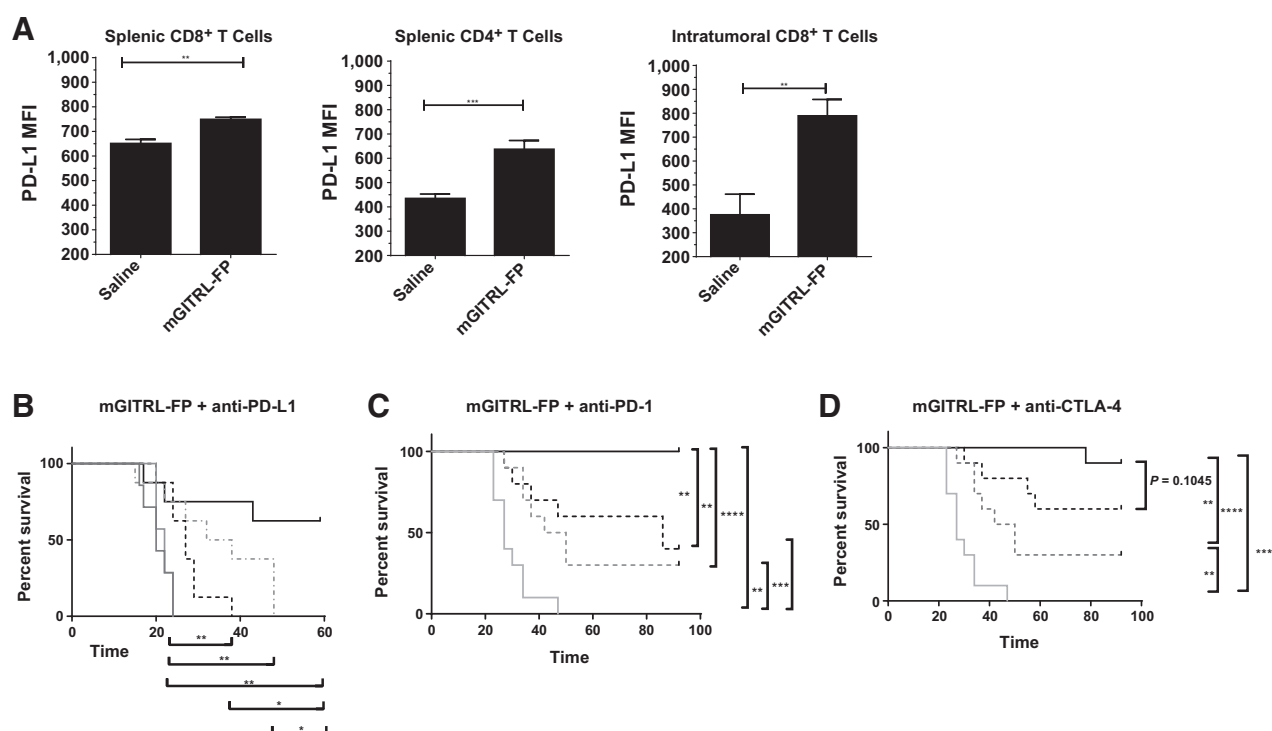 A
Splenic CD8+ T Cells
PD-L1 MFI
1,000
900
800
700
600
500
400
300
200
**
Saline
mGITRL-FP
Splenic CD4+ T Cells
PD-L1 MFI
1,000
900
800
700
600
500
400
300
200
***
Saline
mGITRL-FP
Intratumoral CD8+ T Cells
PD-L1 MFI
1,000
900
800
700
600
500
400
300
200
**
Saline
mGITRL-FP
B
mGITRL-FP + anti-PD-L1
Percent survival
100
50
0
0 20 40 60
Time
**
**
**
*
*
C
mGITRL-FP + anti-PD-1
Percent survival
100
50
0
0 20 40 60 80 100
Time
**
**
****
**
***
D
mGITRL-FP + anti-CTLA-4
Percent survival
100
50
0
0 20 40 60 80 100
Time
P = 0.1045
**
****
**
***